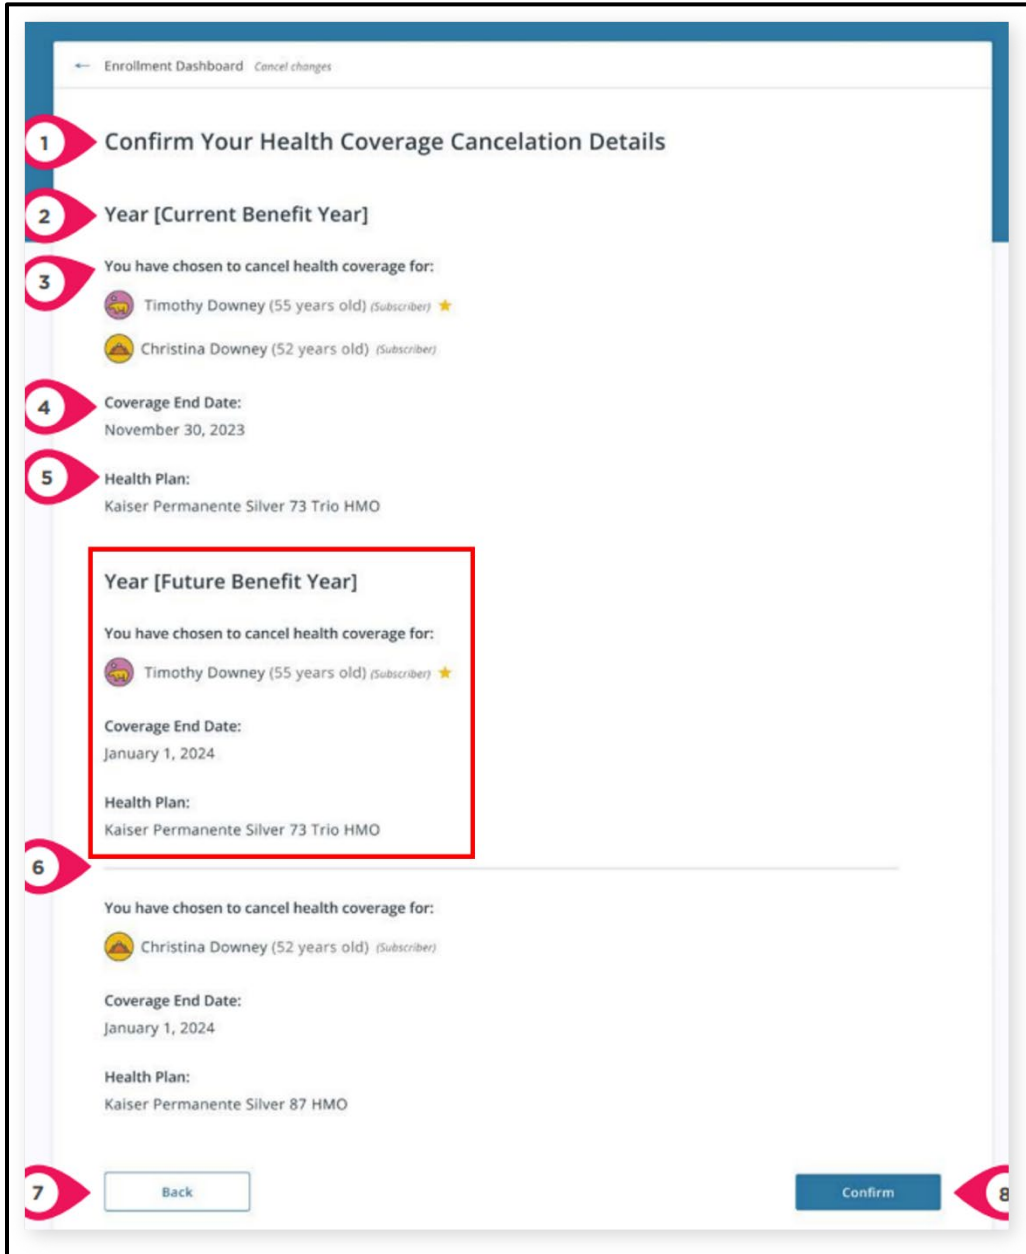 ← Enrollment Dashboard Cancel changes
1 Confirm Your Health Coverage Cancelation Details
2 Year [Current Benefit Year]
3 You have chosen to cancel health coverage for:
Timothy Downey (55 years old) (Subscriber)
Christina Downey (52 years old) (Subscriber)
4 Coverage End Date:
November 30, 2023
5 Health Plan:
Kaiser Permanente Silver 73 Trio HMO
Year [Future Benefit Year]
You have chosen to cancel health coverage for:
Timothy Downey (55 years old) (Subscriber)
Coverage End Date:
January 1, 2024
Health Plan:
Kaiser Permanente Silver 73 Trio HMO
6
You have chosen to cancel health coverage for:
Christina Downey (52 years old) (Subscriber)
Coverage End Date:
January 1, 2024
Health Plan:
Kaiser Permanente Silver 87 HMO
7 Back Confirm 8